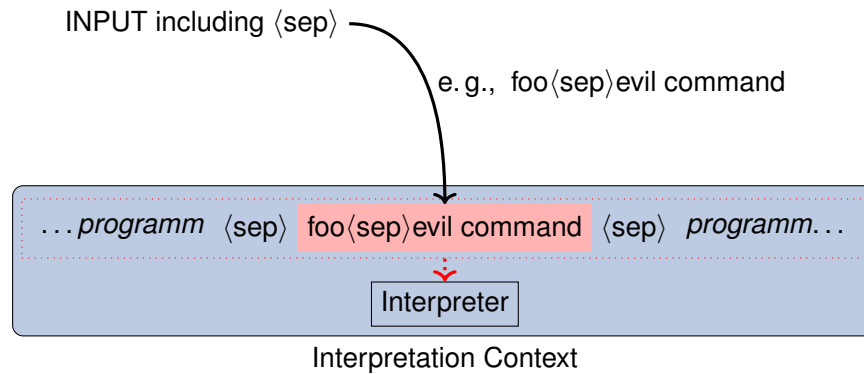 INPUT including ⟨sep⟩
e. g., foo⟨sep⟩evil command
...programm ⟨sep⟩ foo⟨sep⟩evil command ⟨sep⟩ programm...
Interpreter
Interpretation Context